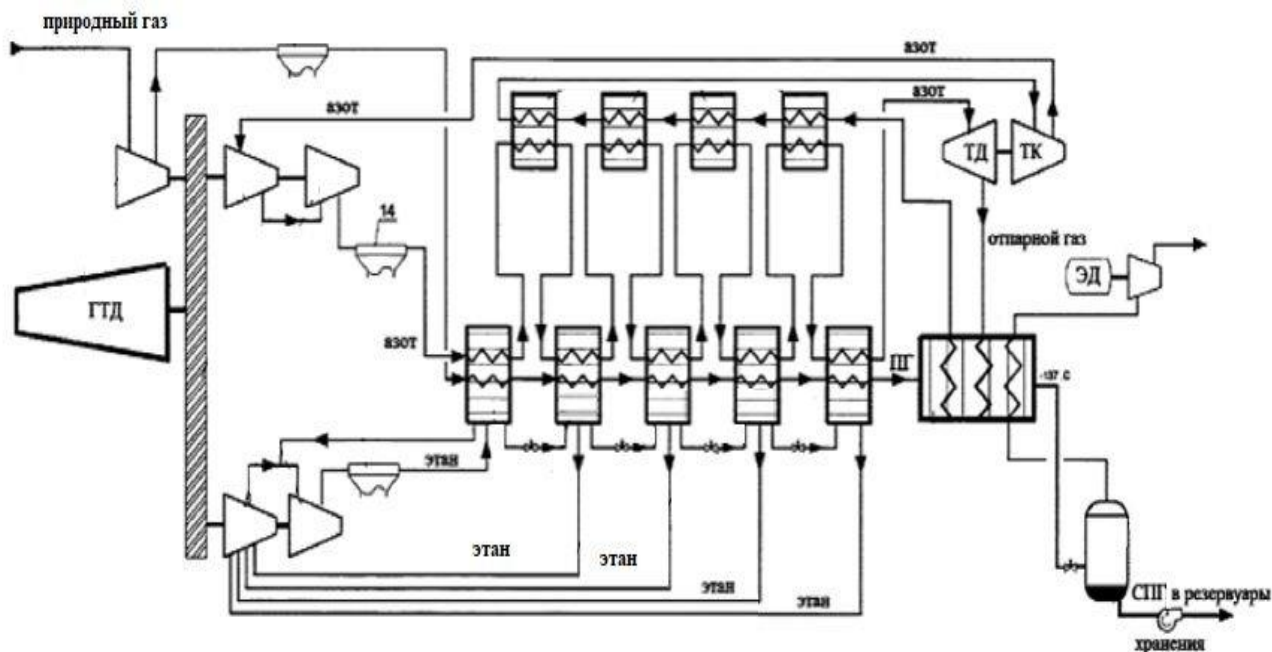 природный газ
азот
азот
азот
ТД
ТК
14
отпарной газ
ЭД
ГТД
азот
ПГ
-137 С
этан
этан
этан
этан
этан
СПГ в резервуары
хранения